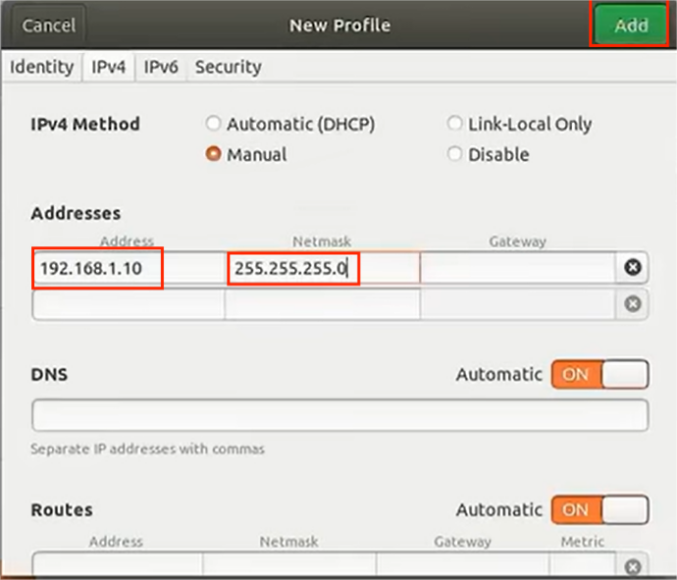 Cancel New Profile Add
Identity IPv4 IPv6 Security
IPv4 Method Automatic (DHCP) Link-Local Only
Manual Disable
Addresses
Address Netmask Gateway
192.168.1.10 255.255.255.0
DNS Automatic ON
Separate IP addresses with commas
Routes Automatic ON
Address Netmask Gateway Metric